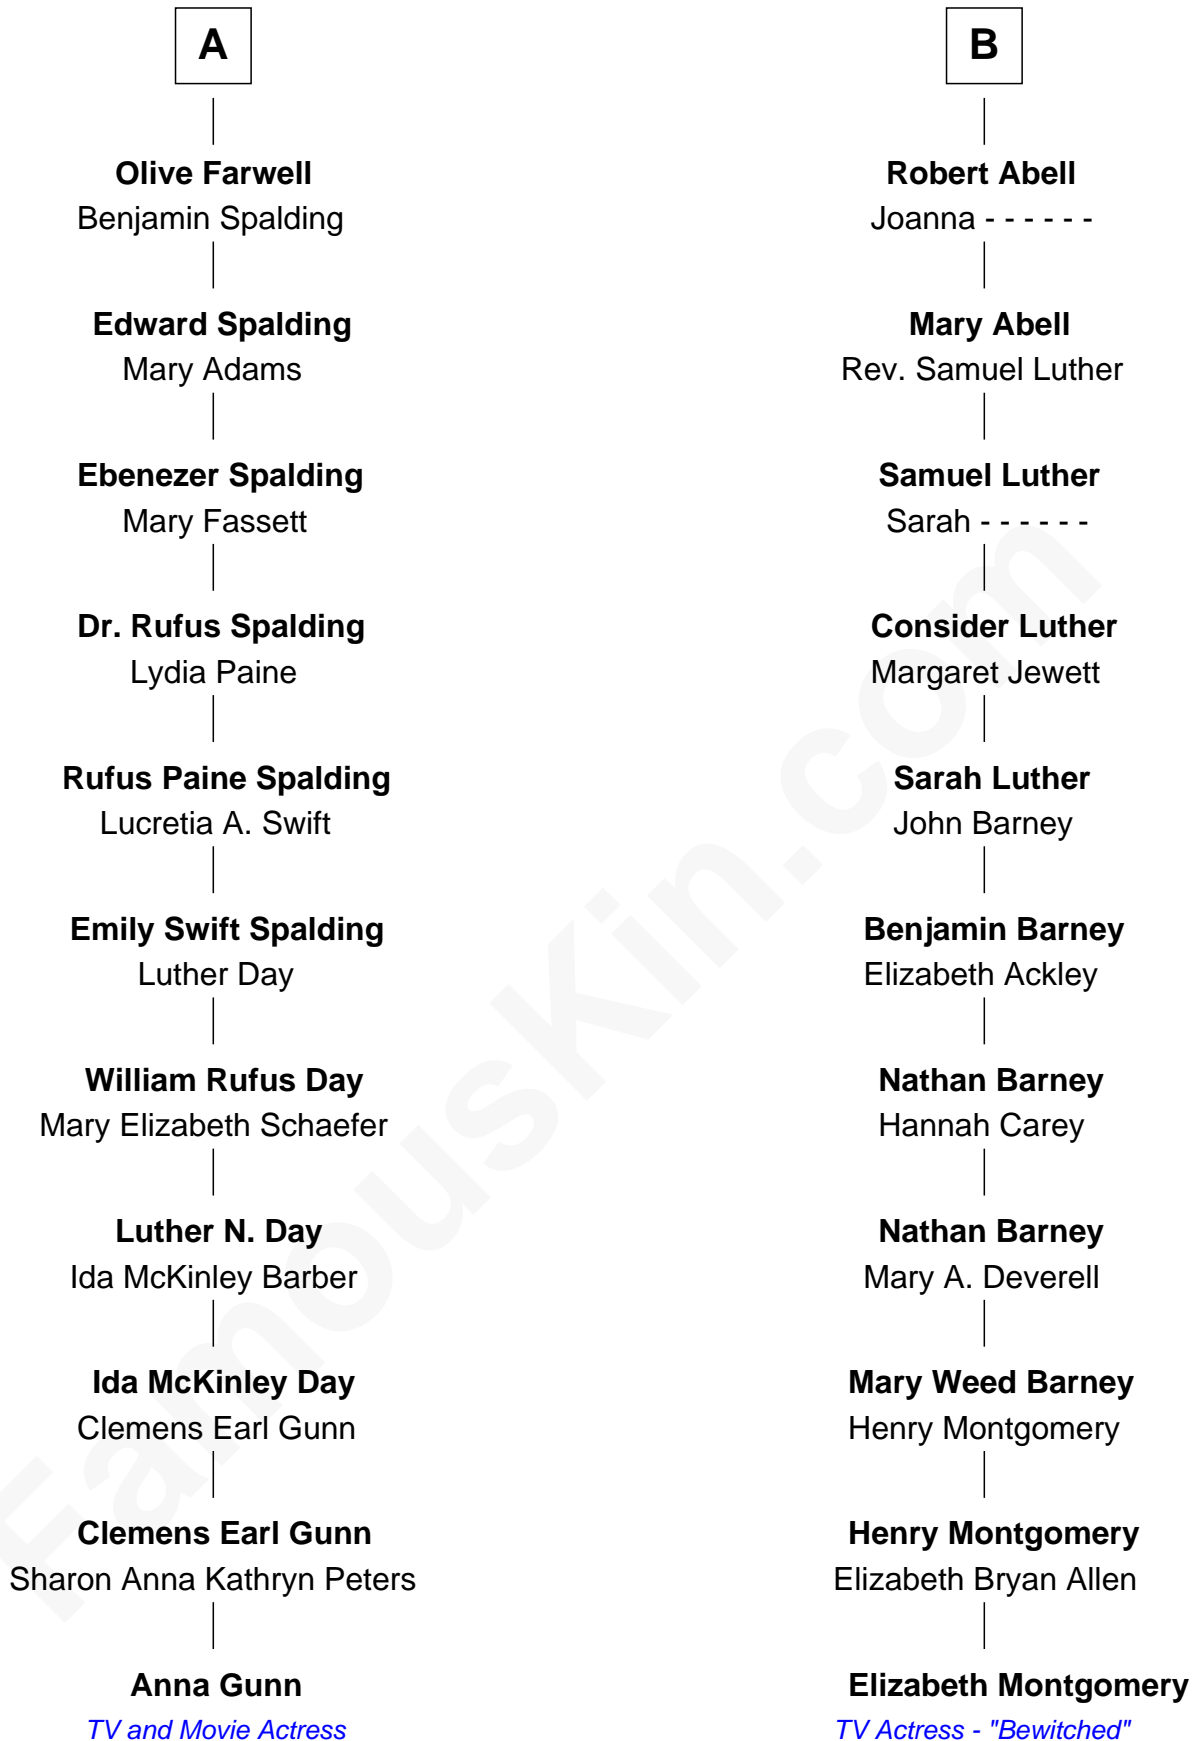 A
Olive Farwell
Benjamin Spalding
Edward Spalding
Mary Adams
Ebenezer Spalding
Mary Fassett
Dr. Rufus Spalding
Lydia Paine
Rufus Paine Spalding
Lucretia A. Swift
Emily Swift Spalding
Luther Day
William Rufus Day
Mary Elizabeth Schaefer
Luther N. Day
Ida McKinley Barber
Ida McKinley Day
Clemens Earl Gunn
Clemens Earl Gunn
Sharon Anna Kathryn Peters
Anna Gunn
TV and Movie Actress
B
Robert Abell
Joanna - - - - - -
Mary Abell
Rev. Samuel Luther
Samuel Luther
Sarah - - - - - -
Consider Luther
Margaret Jewett
Sarah Luther
John Barney
Benjamin Barney
Elizabeth Ackley
Nathan Barney
Hannah Carey
Nathan Barney
Mary A. Deverell
Mary Weed Barney
Henry Montgomery
Henry Montgomery
Elizabeth Bryan Allen
Elizabeth Montgomery
TV Actress - "Bewitched"
FamousKin.com